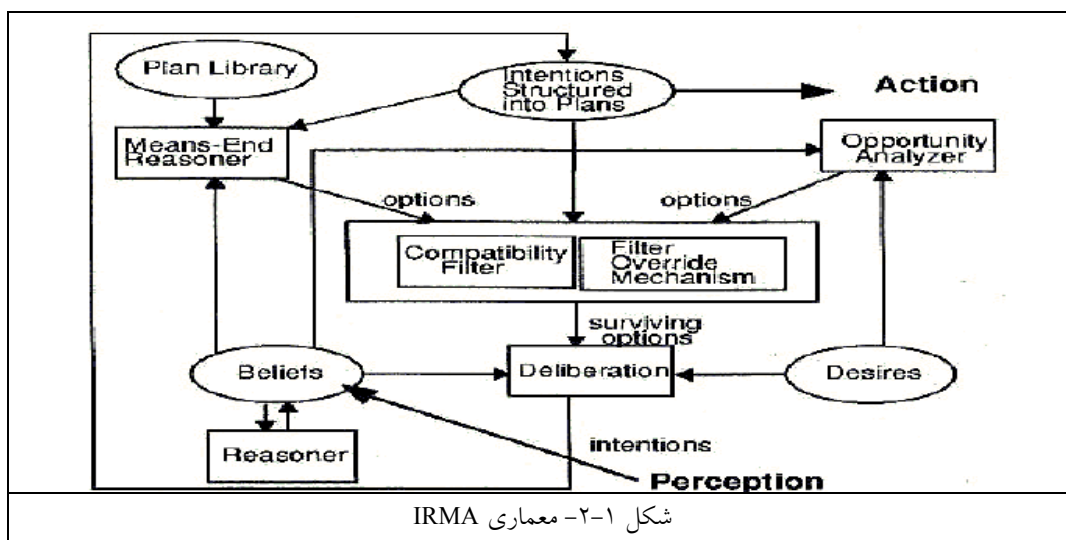 Plan Library
Intentions
Structured
into Plans
Action
Means-End
Reasoner
Opportunity
Analyzer
options
options
Compatibility
Filter
Filter
Override
Mechanism
surviving
options
Beliefs
Deliberation
Desires
Reasoner
intentions
Perception
شکل ۱-۲- معماری IRMA